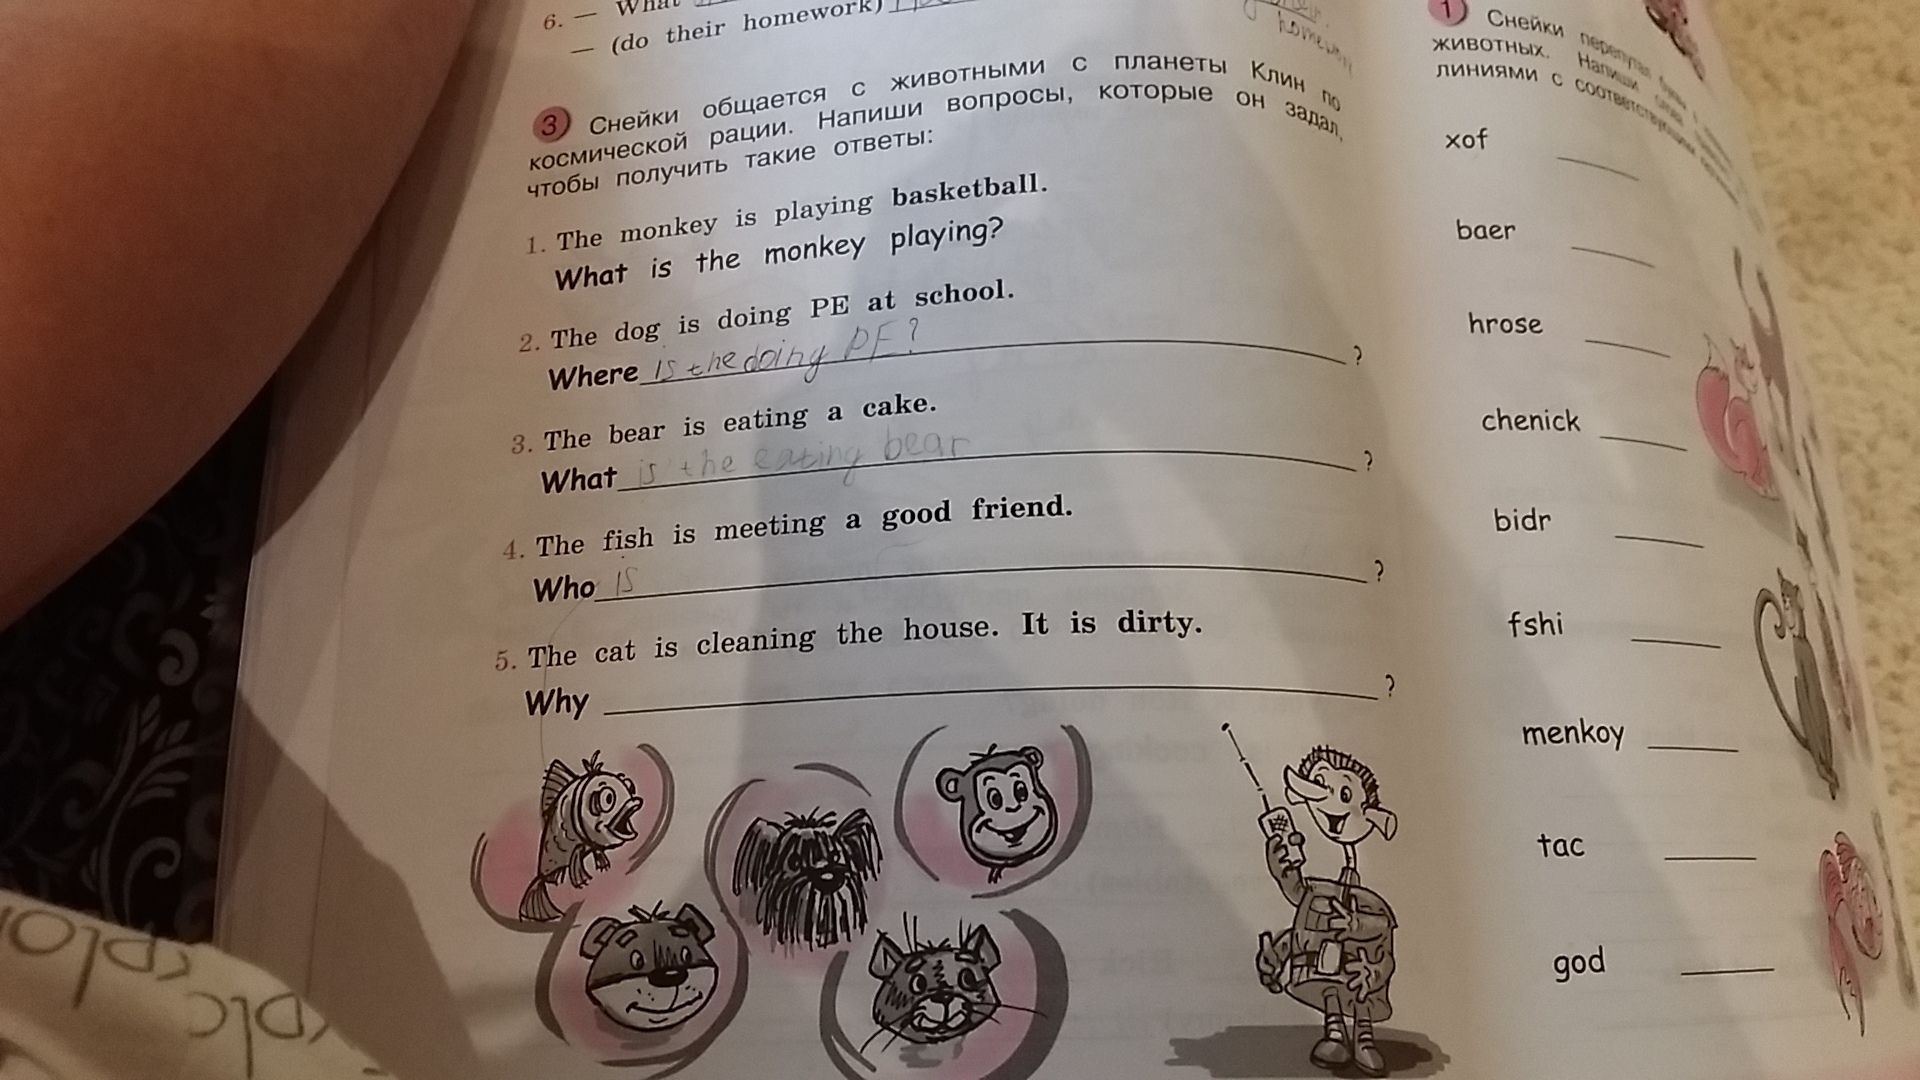 6. — What
— (do their homework)
homework
3 Снейки общается с животными с планеты Клин по
космической рации. Напиши вопросы, которые он задал,
чтобы получить такие ответы:
1. The monkey is playing basketball.
What is the monkey playing?
2. The dog is doing PE at school.
Where is the doing PE? ?
3. The bear is eating a cake.
What is the eating bear ?
4. The fish is meeting a good friend.
Who is ?
5. The cat is cleaning the house. It is dirty.
Why ?
1 Снейки перепутал
животных. Напиши
линиями с соответствующими
xof
baer
hrose
chenick
bidr
fshi
menkoy
tac
god